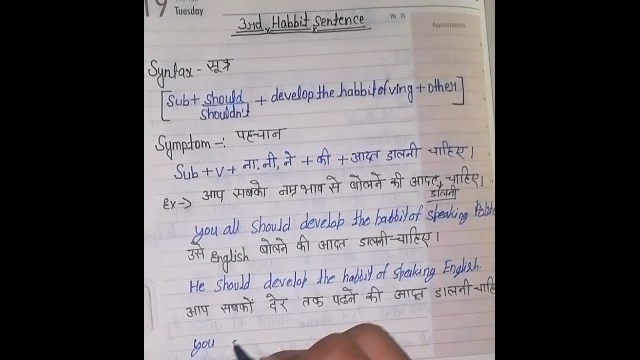 19
Tuesday
3rd Habbit Sentence
Syntax - सूत्र
[Sub + should + develop the habbit of ving + other]
shouldn't
Symptom -: पहचान
Sub + v + ना, नी, ने + की + आदत डालनी चाहिए।
Ex -> आप सबको नम्र भाव से बोलने की आदत चाहिए।
डालनी
you all should develop the habbit of speaking
उसे English बोलने की आदत डालनी चाहिए।
He should develop the habbit of speaking English.
आप सबको देर तक पढने की आदत डालनी
you